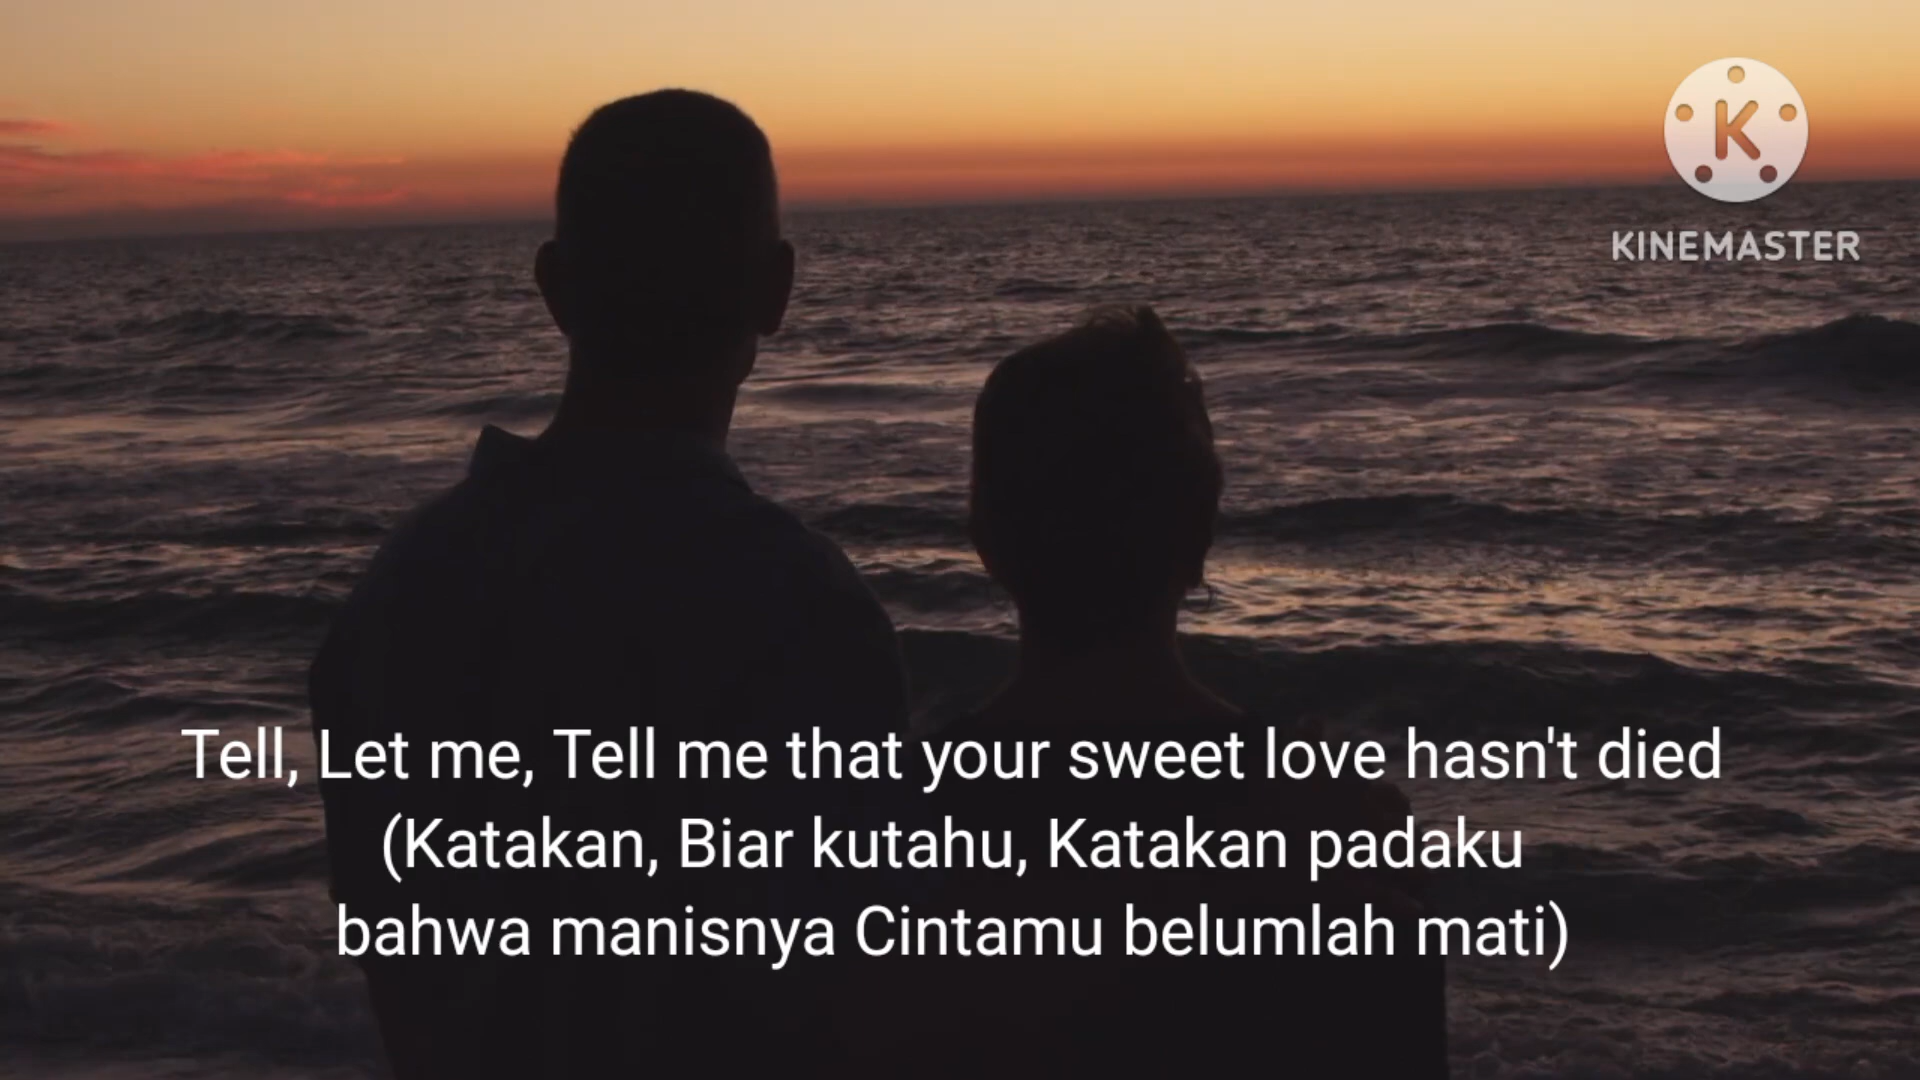 K
KINEMASTER
Tell, Let me, Tell me that your sweet love hasn't died
(Katakan, Biar kutahu, Katakan padaku
bahwa manisnya Cintamu belumlah mati)